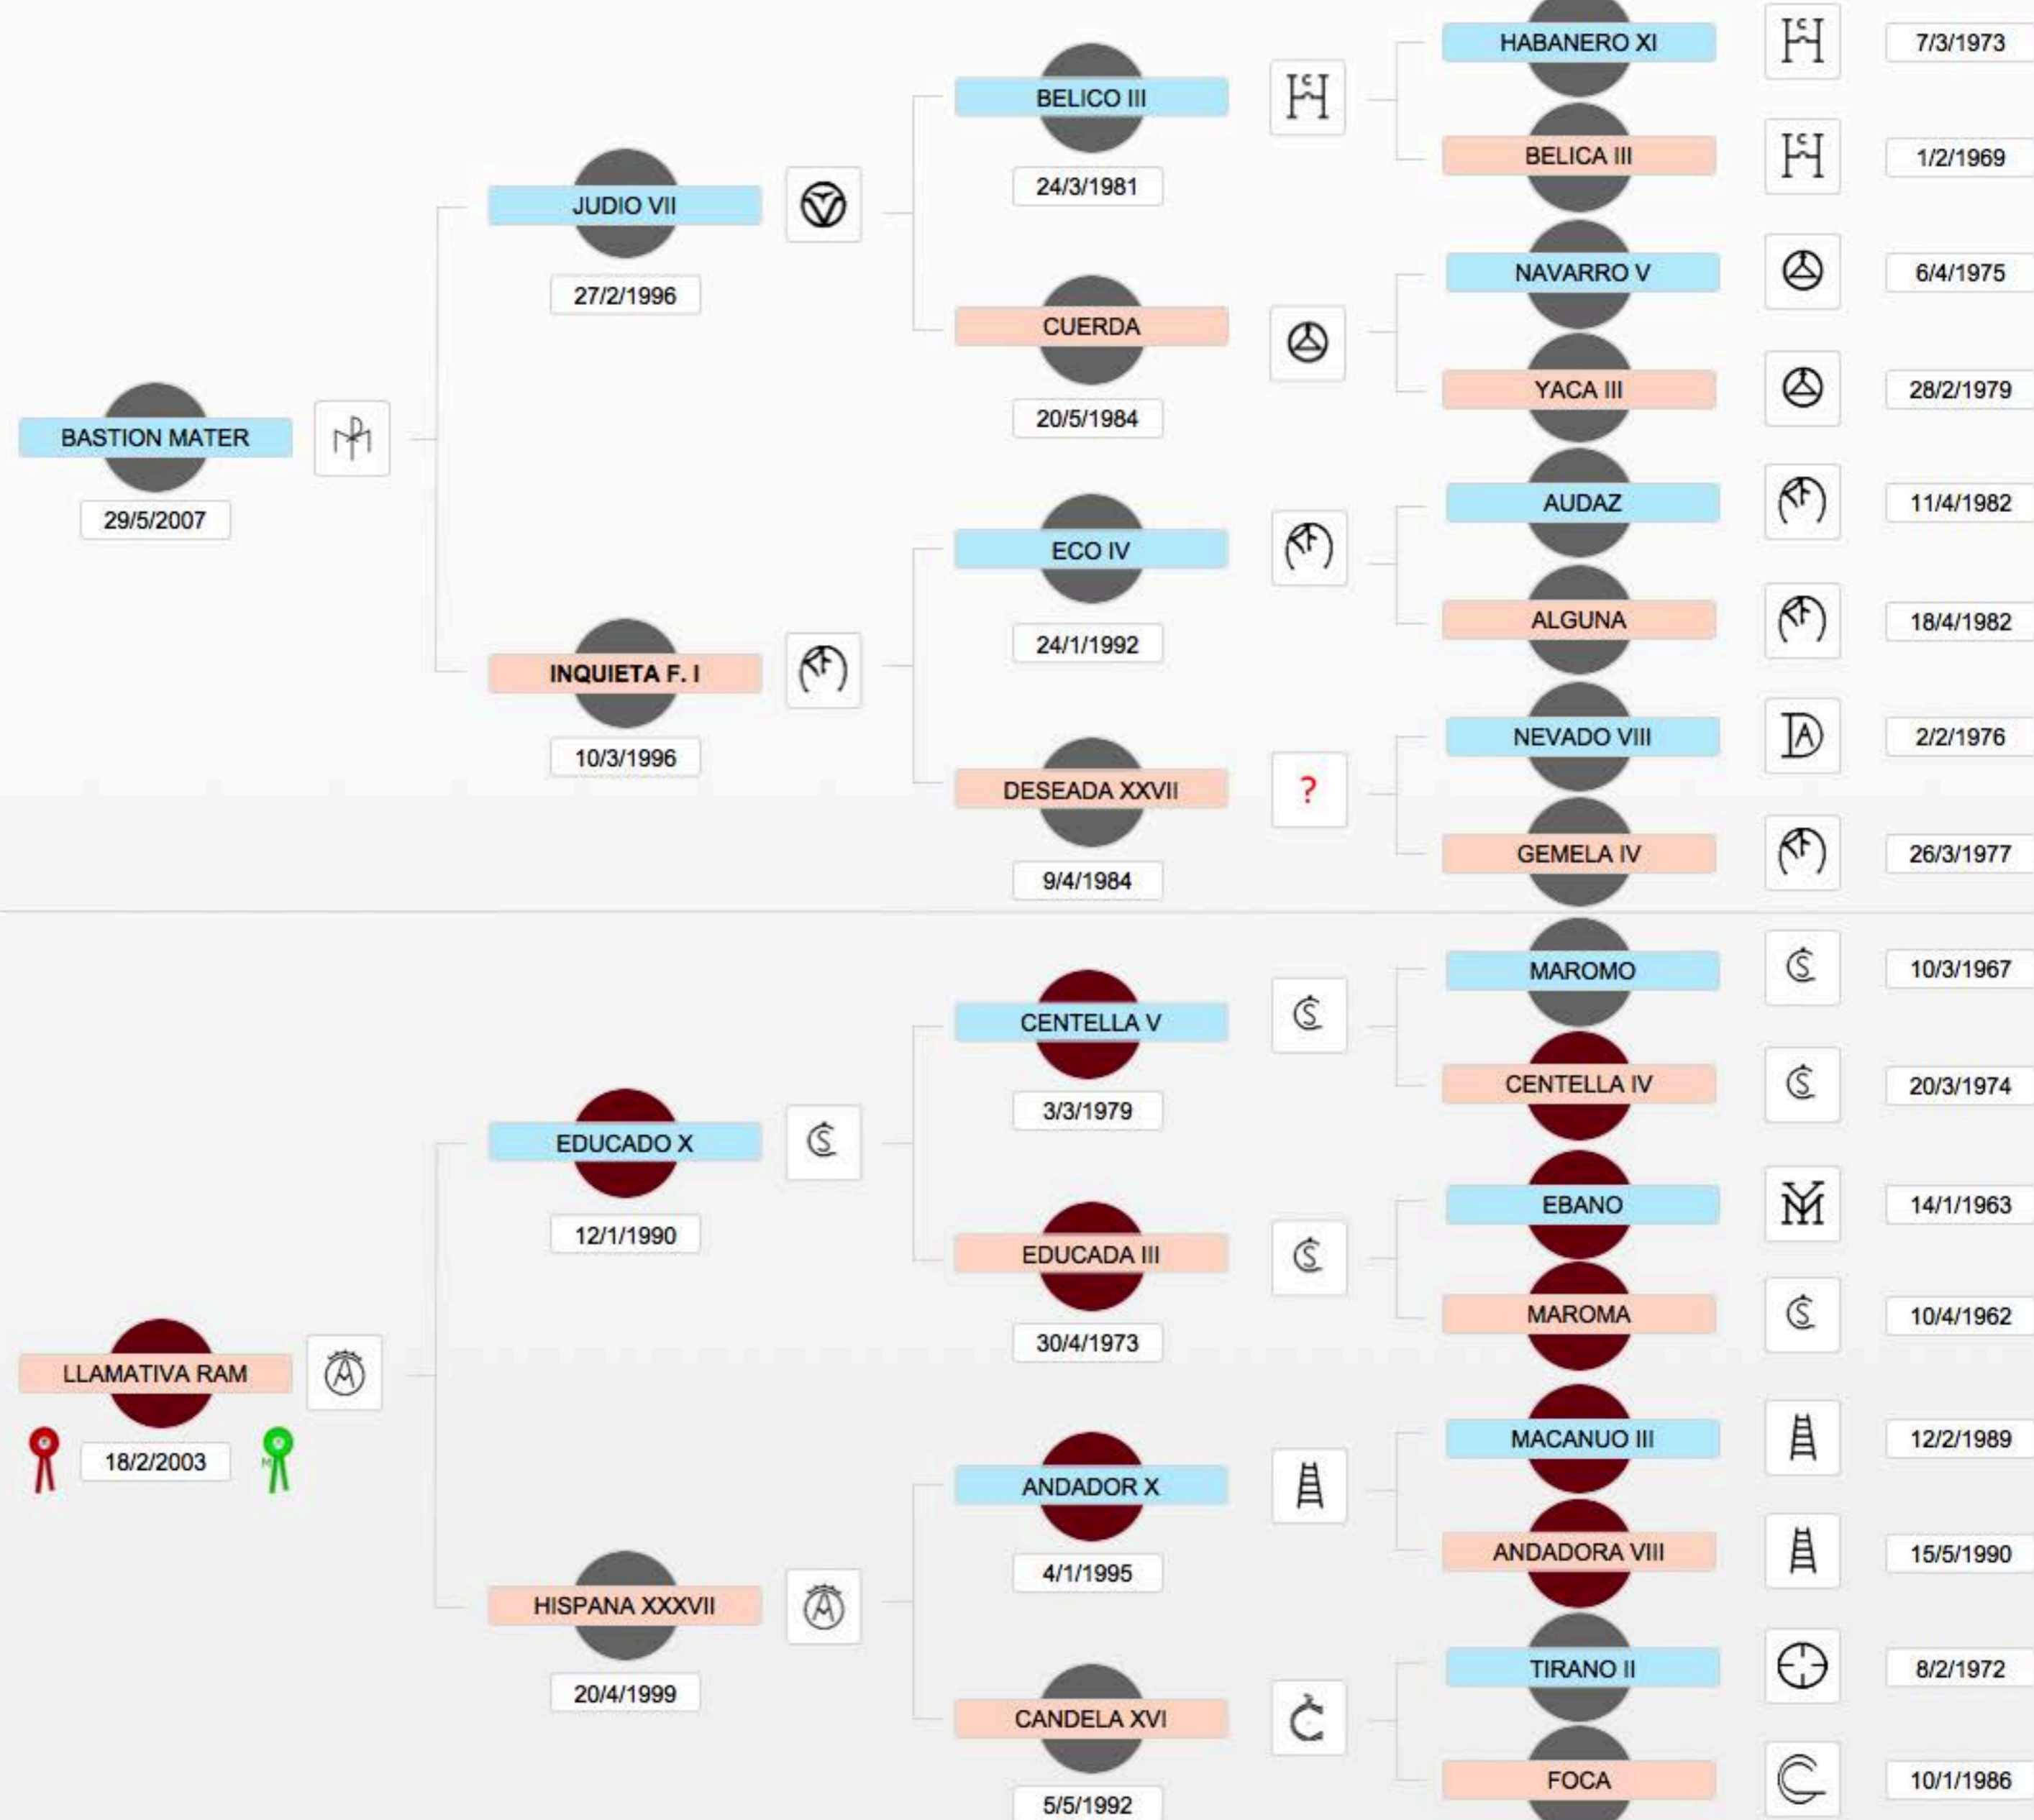 HABANERO XI
7/3/1973
BELICO III
24/3/1981
BELICA III
1/2/1969
JUDIO VII
27/2/1996
NAVARRO V
6/4/1975
CUERDA
20/5/1984
YACA III
28/2/1979
BASTION MATER
29/5/2007
AUDAZ
11/4/1982
ECO IV
24/1/1992
ALGUNA
18/4/1982
INQUIETA F. I
10/3/1996
NEVADO VIII
2/2/1976
DESEADA XXVII
?
9/4/1984
GEMELA IV
26/3/1977
MAROMO
10/3/1967
CENTELLA V
3/3/1979
CENTELLA IV
20/3/1974
EDUCADO X
12/1/1990
EBANO
14/1/1963
EDUCADA III
30/4/1973
MAROMA
10/4/1962
LLAMATIVA RAM
18/2/2003
MACANUO III
12/2/1989
ANDADOR X
4/1/1995
ANDADORA VIII
15/5/1990
HISPANA XXXVII
20/4/1999
TIRANO II
8/2/1972
CANDELA XVI
5/5/1992
FOCA
10/1/1986